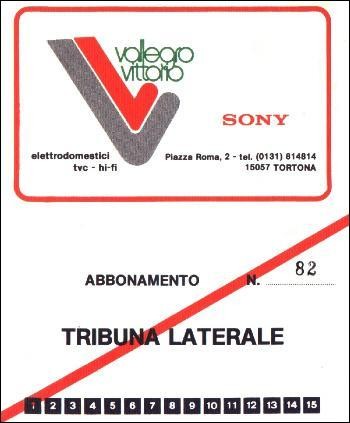 vallegro
vittorio
SONY
elettrodomestici
tvc - hi-fi
Piazza Roma, 2 - tel. (0131) 814814
15057 TORTONA
ABBONAMENTO N. 82
TRIBUNA LATERALE
1 2 3 4 5 6 7 8 9 10 11 12 13 14 15